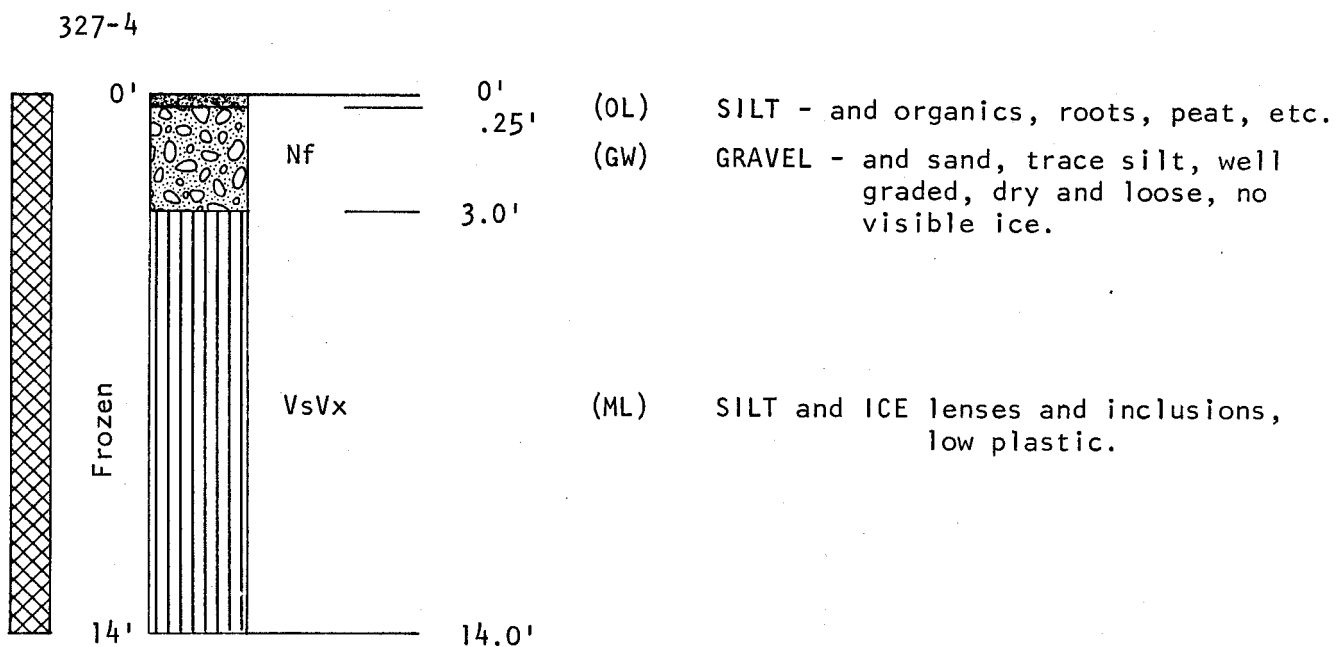 327-4
0' 0' (OL) SILT - and organics, roots, peat, etc.
.25'
Nf (GW) GRAVEL - and sand, trace silt, well
graded, dry and loose, no
3.0' visible ice.
Frozen VsVx (ML) SILT and ICE lenses and inclusions,
low plastic.
14' 14.0'